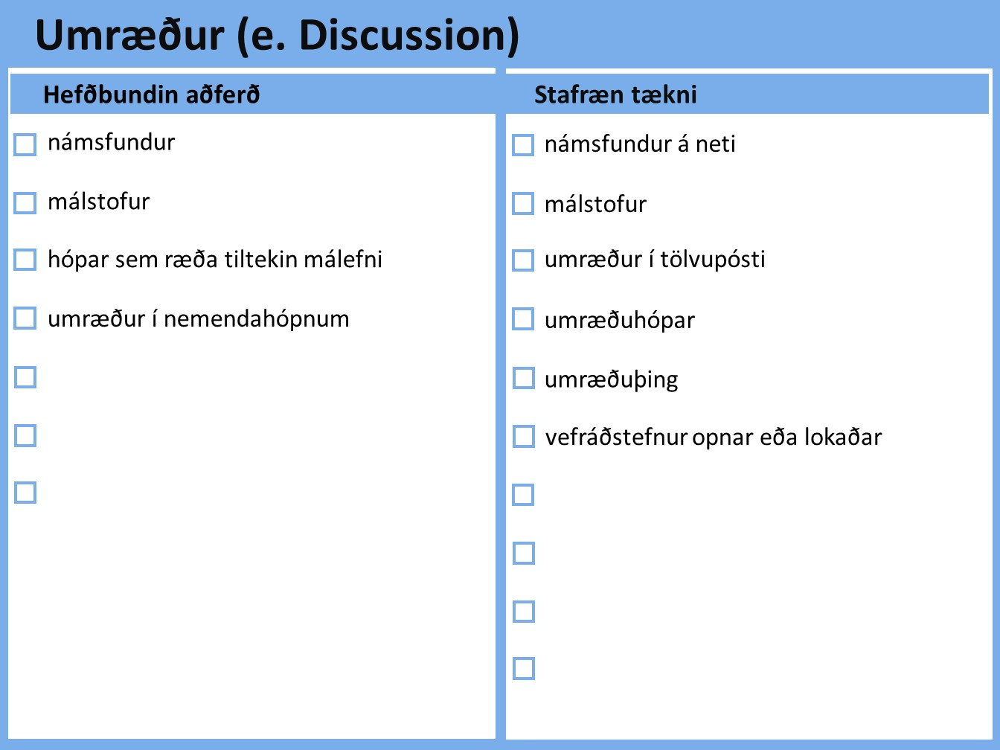 Umræður (e. Discussion)
Hefðbundin aðferð
námsfundur
málstofur
hópar sem ræða tiltekin málefni
umræður í nemendahópnum
Stafræn tækni
námsfundur á neti
málstofur
umræður í tölvupósti
umræðuhópar
umræðuþing
vefráðstefnur opnar eða lokaðar